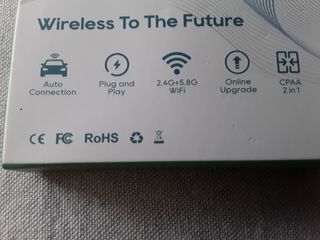 Wireless To The Future
Auto
Connection
Plug and
Play
2.4G+5.8G
WiFi
Online
Upgrade
CPAA
2 in 1
CE FC RoHS